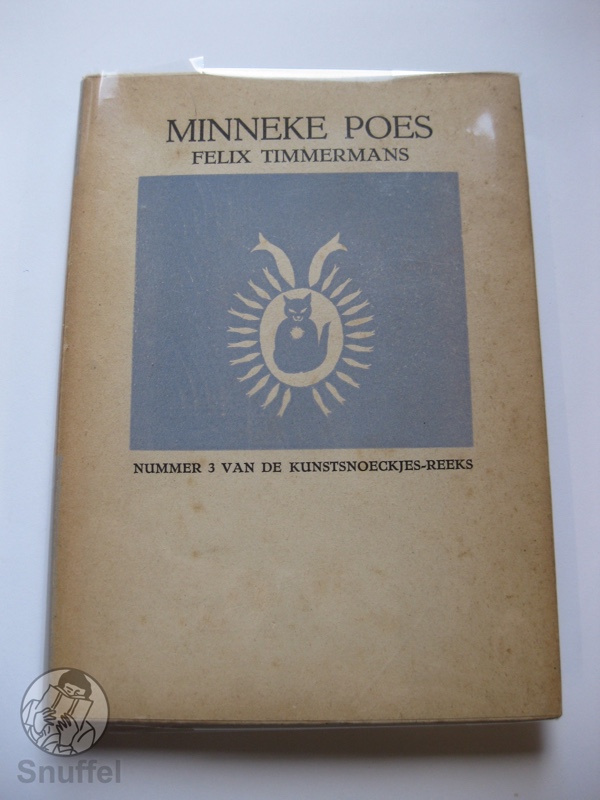 MINNEKE POES
FELIX TIMMERMANS
NUMMER 3 VAN DE KUNSTSNOECKJES-REEKS
Snuffel